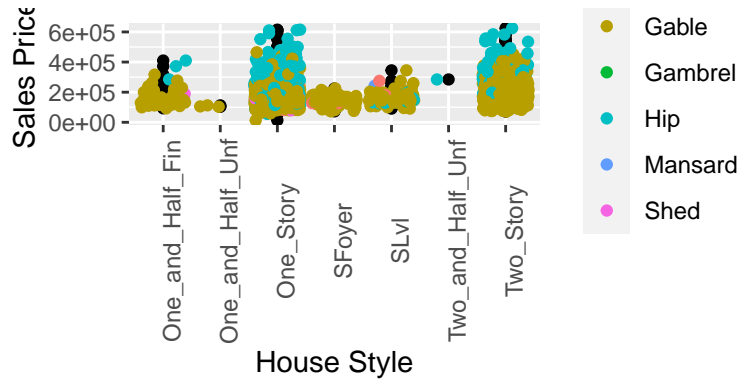 Sales Price
6e+05
4e+05
2e+05
0e+00
One_and_Half_Fin
One_and_Half_Unf
One_Story
SFoyer
SLvl
Two_and_Half_Unf
Two_Story
House Style
Gable
Gambrel
Hip
Mansard
Shed